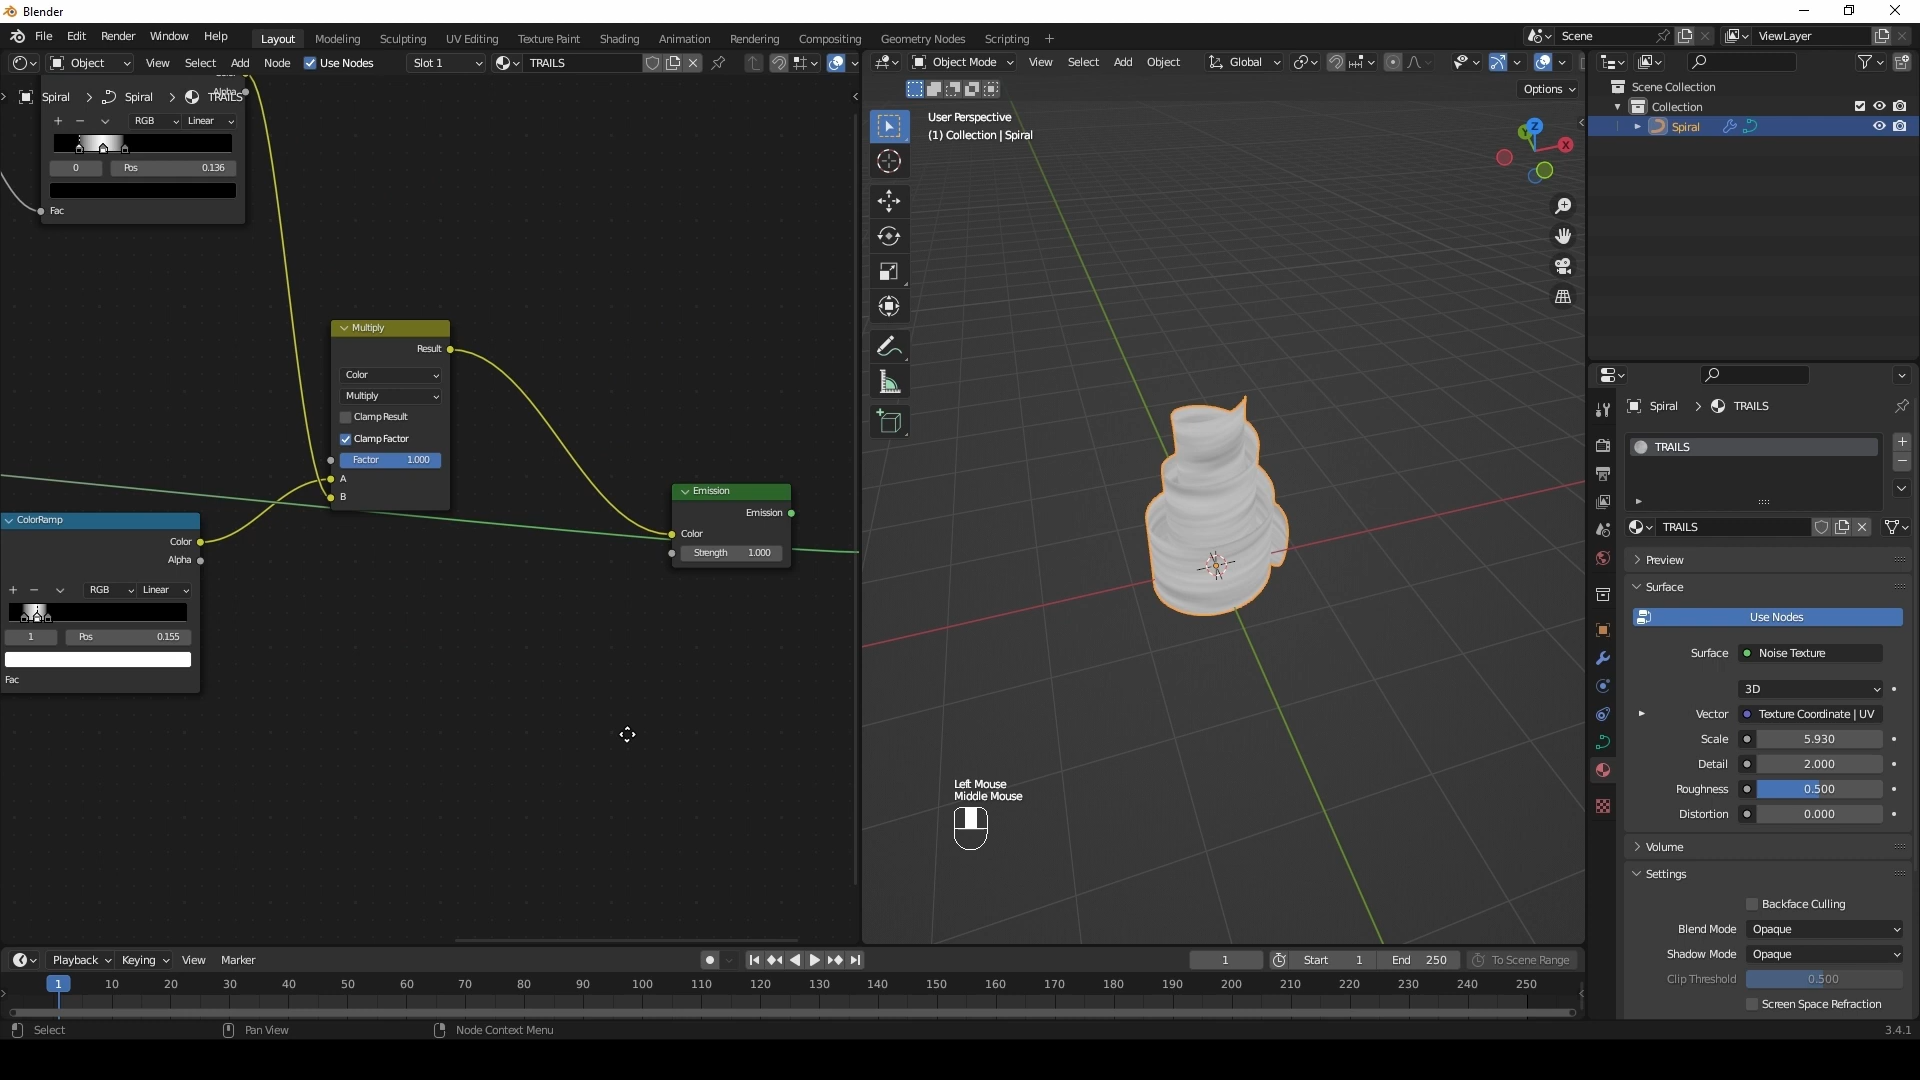 Blender
File Edit Render Window Help Layout Modeling Sculpting UV Editing Texture Paint Shading Animation Rendering Compositing Geometry Nodes Scripting + Scene ViewLayer
Object View Select Add Node Use Nodes Slot 1 TRAILS
Object Mode View Select Add Object Global
Options
Spiral > Spiral > TRAILS
Alpha
RGB Linear
0 Pos 0.136
Fac
Multiply
Result
Color
Multiply
Clamp Result
Clamp Factor
Factor 1.000
A
B
ColorRamp
Color
Alpha
RGB Linear
1 Pos 0.155
Fac
Emission
Emission
Color
Strength 1.000
User Perspective
(1) Collection | Spiral
Z
Y
X
Left Mouse
Middle Mouse
Scene Collection
Collection
Spiral
Spiral > TRAILS
TRAILS
TRAILS
Preview
Surface
Use Nodes
Surface Noise Texture
3D
Vector Texture Coordinate | UV
Scale 5.930
Detail 2.000
Roughness 0.500
Distortion 0.000
Volume
Settings
Backface Culling
Blend Mode Opaque
Shadow Mode Opaque
Clip Threshold 0.500
Screen Space Refraction
Playback Keying View Marker 1 Start 1 End 250 To Scene Range
1 10 20 30 40 50 60 70 80 90 100 110 120 130 140 150 160 170 180 190 200 210 220 230 240 250
Select Pan View Node Context Menu 3.4.1